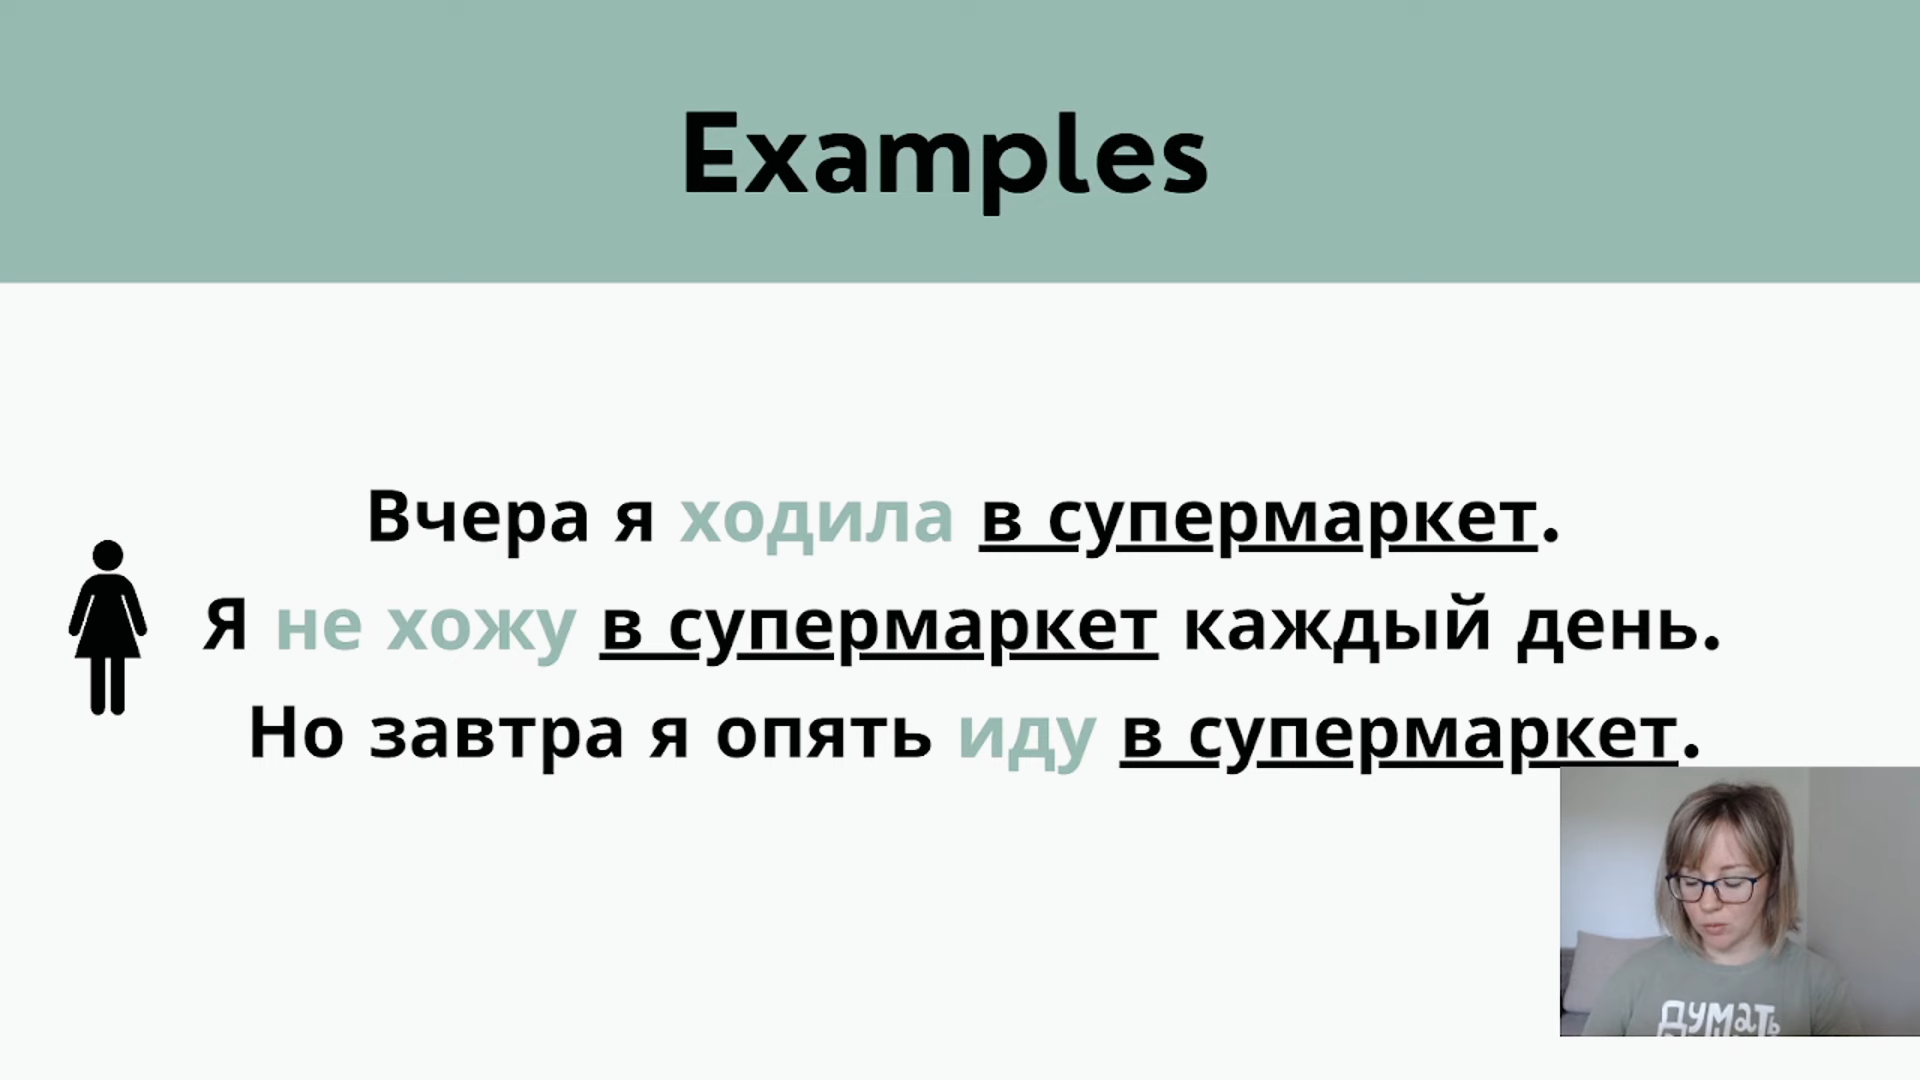 Examples
Вчера я ходила в супермаркет.
Я не хожу в супермаркет каждый день.
Но завтра я опять иду в супермаркет.
Думать